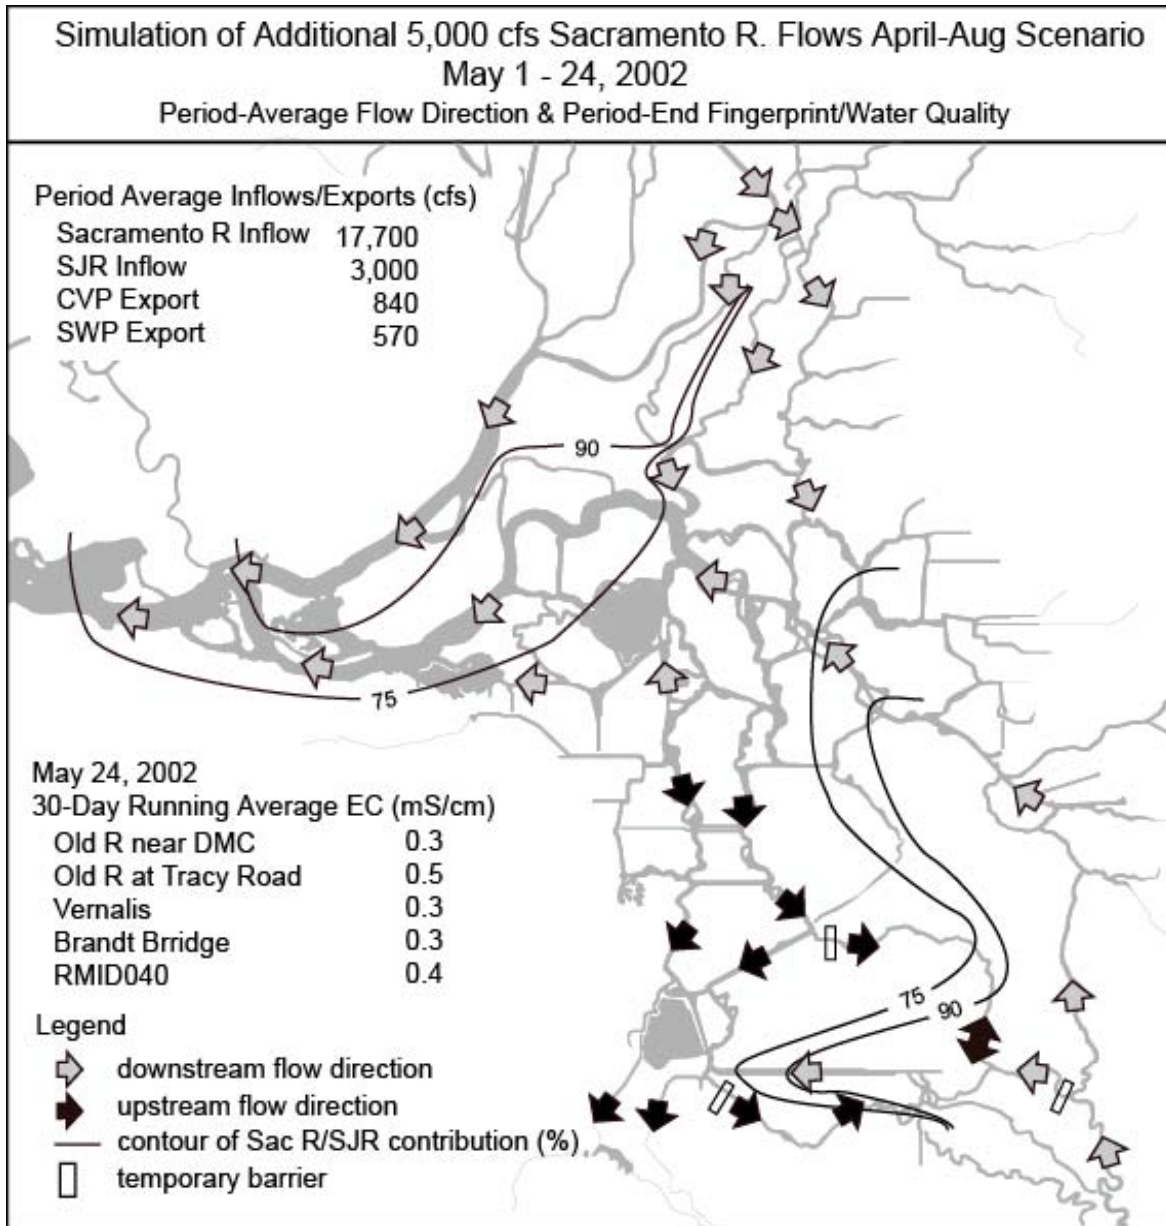 Simulation of Additional 5,000 cfs Sacramento R. Flows April-Aug Scenario
May 1 - 24, 2002
Period-Average Flow Direction & Period-End Fingerprint/Water Quality
Period Average Inflows/Exports (cfs)
Sacramento R Inflow 17,700
SJR Inflow 3,000
CVP Export 840
SWP Export 570
90
75
May 24, 2002
30-Day Running Average EC (mS/cm)
Old R near DMC 0.3
Old R at Tracy Road 0.5
Vernalis 0.3
Brandt Brridge 0.3
RMID040 0.4
75
90
Legend
downstream flow direction
upstream flow direction
contour of Sac R/SJR contribution (%)
temporary barrier